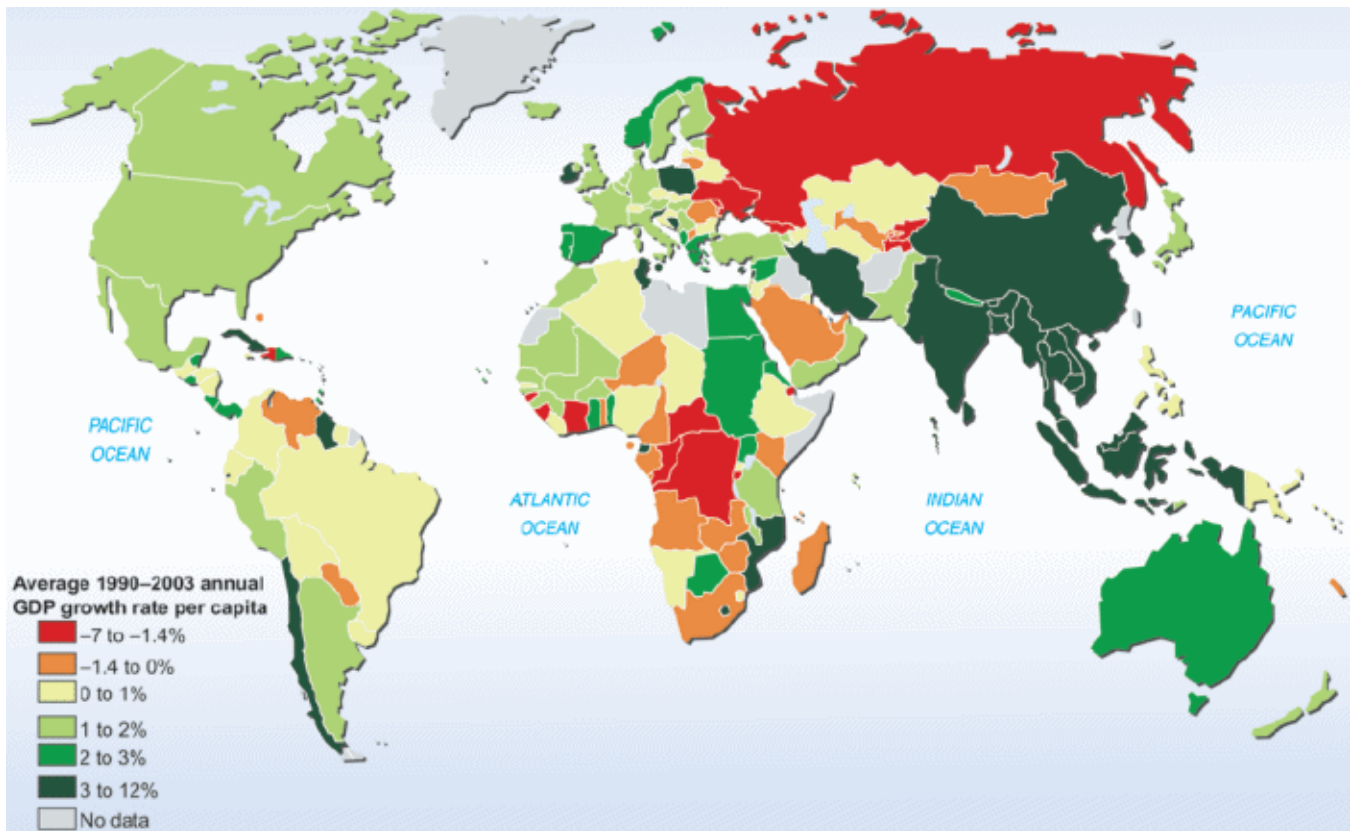 PACIFIC
OCEAN
PACIFIC
OCEAN
ATLANTIC
OCEAN
INDIAN
OCEAN
Average 1990–2003 annual
GDP growth rate per capita
–7 to –1.4%
–1.4 to 0%
0 to 1%
1 to 2%
2 to 3%
3 to 12%
No data